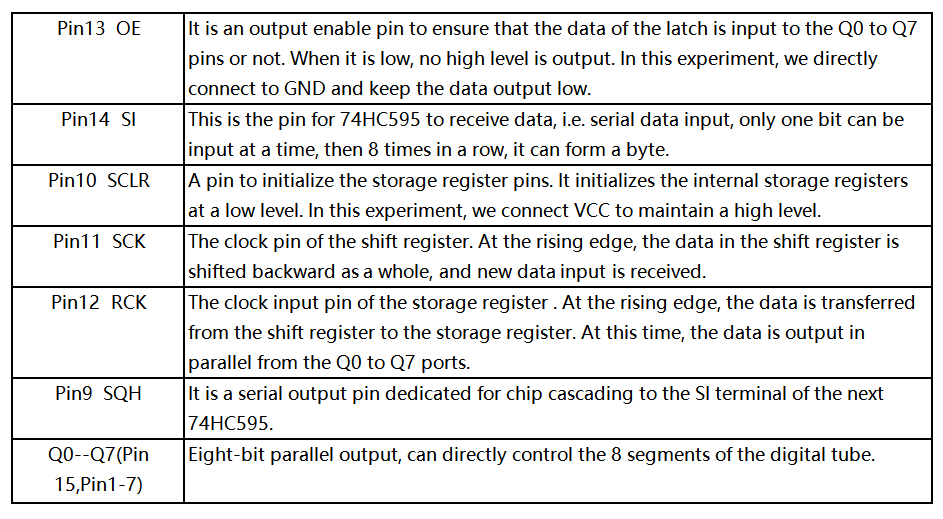 Pin13 OE
It is an output enable pin to ensure that the data of the latch is input to the Q0 to Q7
pins or not. When it is low, no high level is output. In this experiment, we directly
connect to GND and keep the data output low.
Pin14 SI
This is the pin for 74HC595 to receive data, i.e. serial data input, only one bit can be
input at a time, then 8 times in a row, it can form a byte.
Pin10 SCLR
A pin to initialize the storage register pins. It initializes the internal storage registers
at a low level. In this experiment, we connect VCC to maintain a high level.
Pin11 SCK
The clock pin of the shift register. At the rising edge, the data in the shift register is
shifted backward as a whole, and new data input is received.
Pin12 RCK
The clock input pin of the storage register . At the rising edge, the data is transferred
from the shift register to the storage register. At this time, the data is output in
parallel from the Q0 to Q7 ports.
Pin9 SQH
It is a serial output pin dedicated for chip cascading to the SI terminal of the next
74HC595.
Q0--Q7(Pin
15,Pin1-7)
Eight-bit parallel output, can directly control the 8 segments of the digital tube.